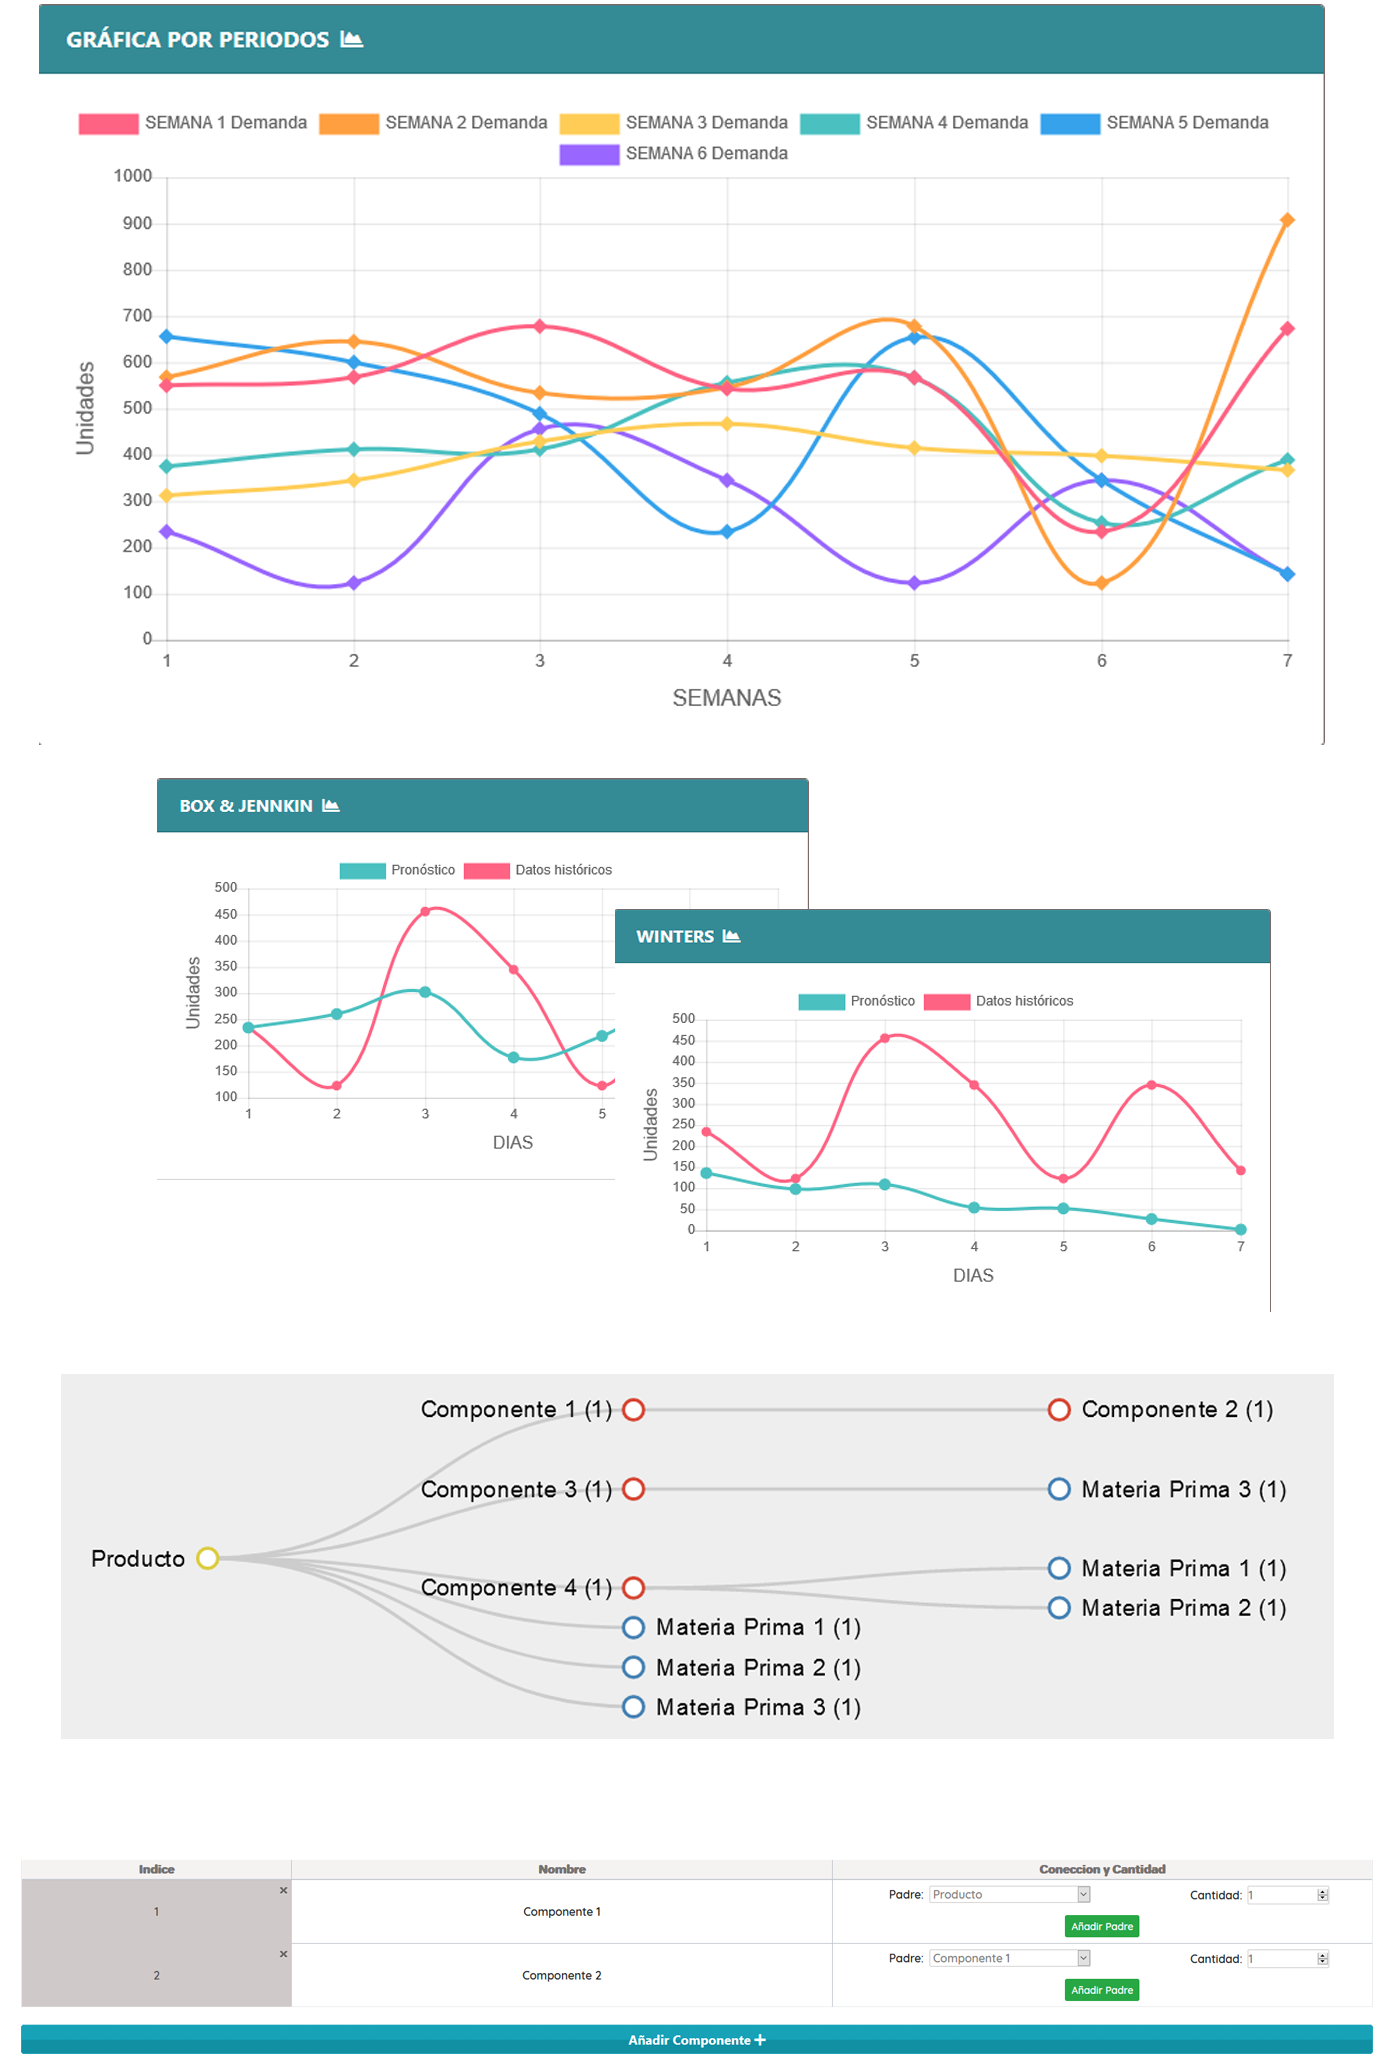 GRÁFICA POR PERIODOS
SEMANA 1 Demanda SEMANA 2 Demanda SEMANA 3 Demanda SEMANA 4 Demanda SEMANA 5 Demanda
SEMANA 6 Demanda
1000
900
800
700
600
500
400
300
200
100
0
Unidades
1 2 3 4 5 6 7
SEMANAS
BOX & JENNKIN
Pronóstico Datos históricos
500
450
400
350
300
250
200
150
100
Unidades
1 2 3 4 5
DIAS
WINTERS
Pronóstico Datos históricos
500
450
400
350
300
250
200
150
100
50
0
Unidades
1 2 3 4 5 6 7
DIAS
Componente 1 (1) Componente 2 (1)
Componente 3 (1) Materia Prima 3 (1)
Producto
Materia Prima 1 (1)
Componente 4 (1)
Materia Prima 2 (1)
Materia Prima 1 (1)
Materia Prima 2 (1)
Materia Prima 3 (1)
Indice Nombre Coneccion y Cantidad
1 Componente 1 Padre: Producto Cantidad: 1
Añadir Padre
2 Componente 2 Padre: Componente 1 Cantidad: 1
Añadir Padre
Añadir Componente